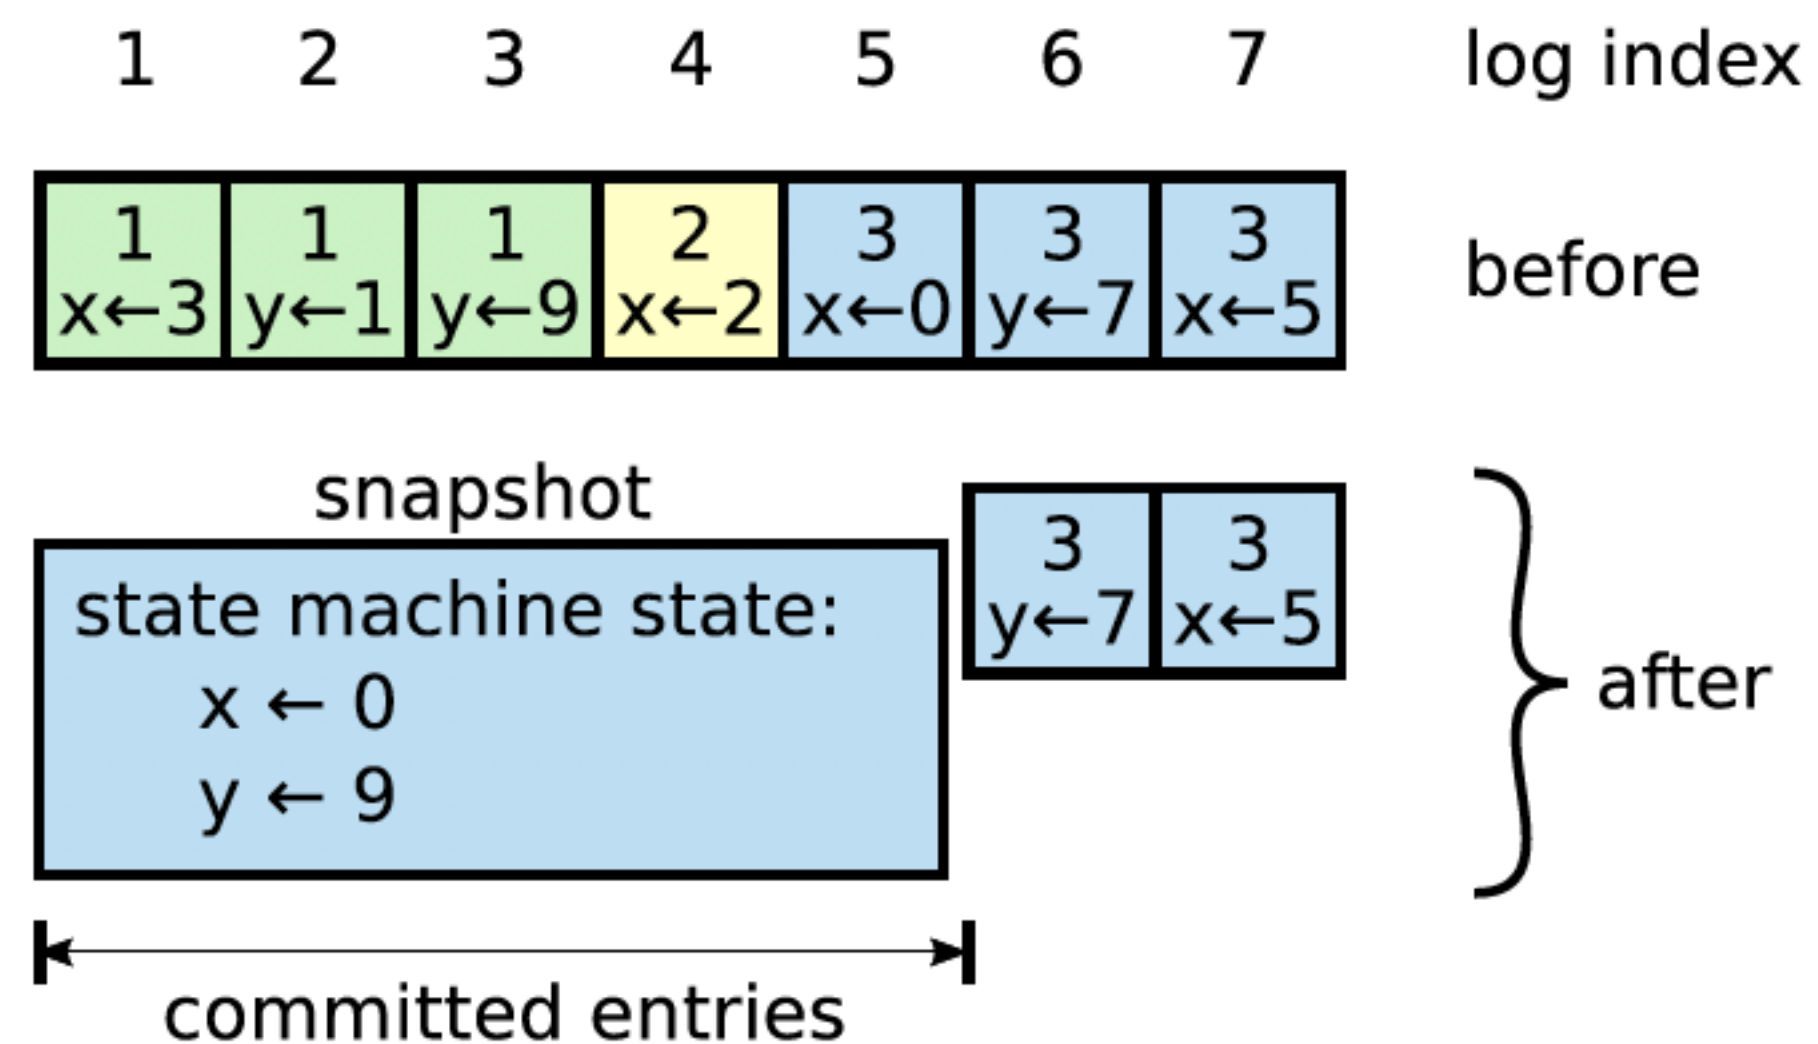 1 2 3 4 5 6 7 log index
1 1 1 2 3 3 3
x←3 y←1 y←9 x←2 x←0 y←7 x←5
before
snapshot
state machine state:
x ← 0
y ← 9
3 3
y←7 x←5
after
committed entries